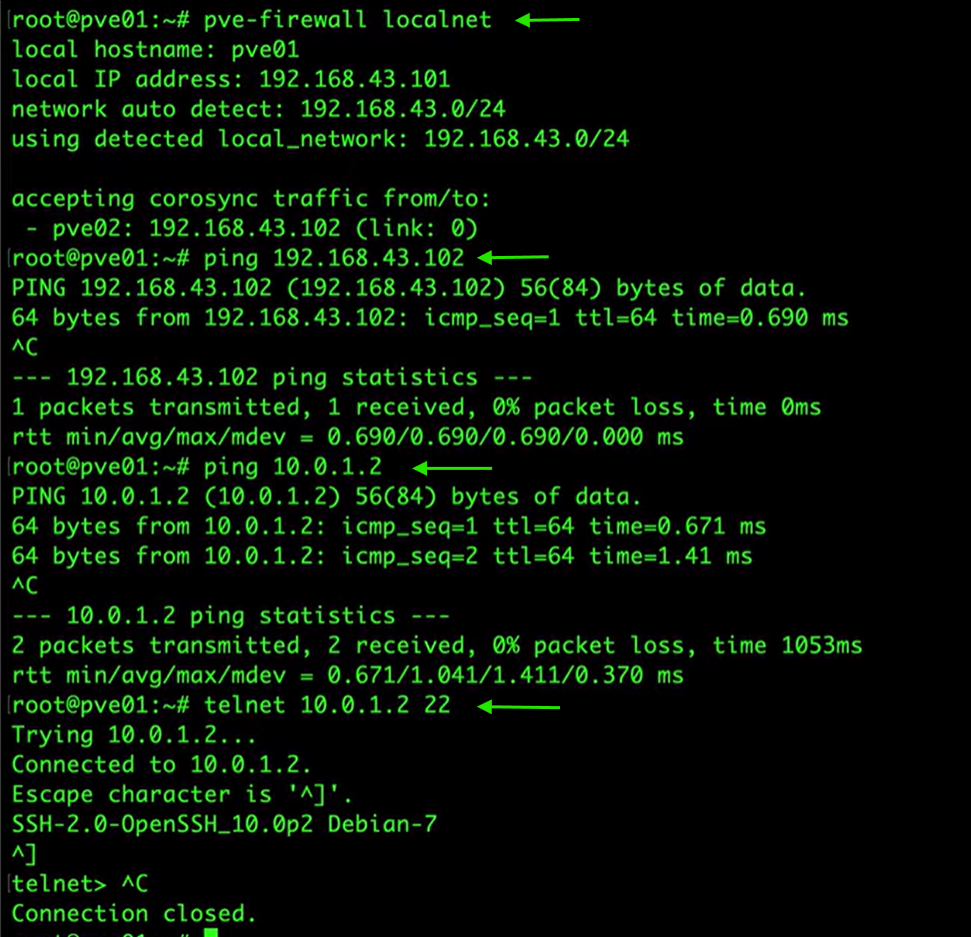 root@pve01:~# pve-firewall localnet
local hostname: pve01
local IP address: 192.168.43.101
network auto detect: 192.168.43.0/24
using detected local_network: 192.168.43.0/24
accepting corosync traffic from/to:
 - pve02: 192.168.43.102 (link: 0)
root@pve01:~# ping 192.168.43.102
PING 192.168.43.102 (192.168.43.102) 56(84) bytes of data.
64 bytes from 192.168.43.102: icmp_seq=1 ttl=64 time=0.690 ms
^C
--- 192.168.43.102 ping statistics ---
1 packets transmitted, 1 received, 0% packet loss, time 0ms
rtt min/avg/max/mdev = 0.690/0.690/0.690/0.000 ms
root@pve01:~# ping 10.0.1.2
PING 10.0.1.2 (10.0.1.2) 56(84) bytes of data.
64 bytes from 10.0.1.2: icmp_seq=1 ttl=64 time=0.671 ms
64 bytes from 10.0.1.2: icmp_seq=2 ttl=64 time=1.41 ms
^C
--- 10.0.1.2 ping statistics ---
2 packets transmitted, 2 received, 0% packet loss, time 1053ms
rtt min/avg/max/mdev = 0.671/1.041/1.411/0.370 ms
root@pve01:~# telnet 10.0.1.2 22
Trying 10.0.1.2...
Connected to 10.0.1.2.
Escape character is '^]'.
SSH-2.0-OpenSSH_10.0p2 Debian-7
^]
telnet> ^C
Connection closed.